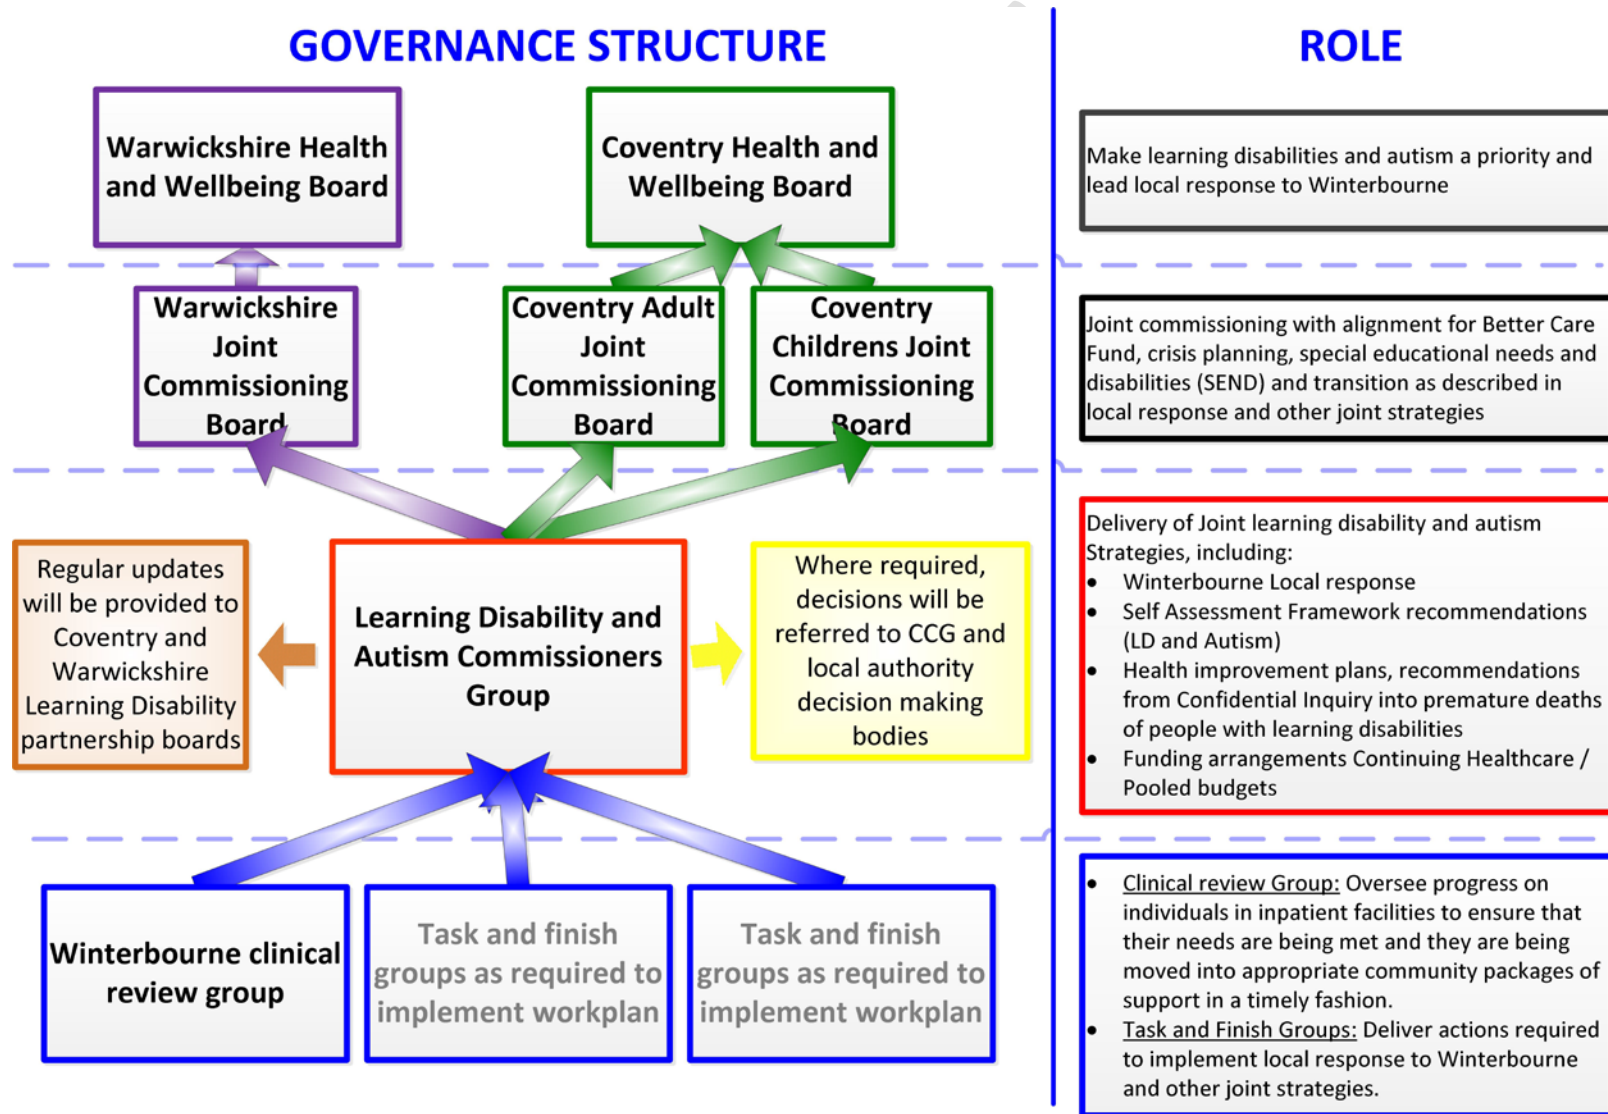 GOVERNANCE STRUCTURE
ROLE
Warwickshire Health
and Wellbeing Board
Coventry Health and
Wellbeing Board
Make learning disabilities and autism a priority and
lead local response to Winterbourne
Warwickshire
Joint
Commissioning
Board
Coventry Adult
Joint
Commissioning
Board
Coventry
Childrens Joint
Commissioning
Board
Joint commissioning with alignment for Better Care
Fund, crisis planning, special educational needs and
disabilities (SEND) and transition as described in
local response and other joint strategies
Regular updates
will be provided to
Coventry and
Warwickshire
Learning Disability
partnership boards
Learning Disability and
Autism Commissioners
Group
Where required,
decisions will be
referred to CCG and
local authority
decision making
bodies
Delivery of Joint learning disability and autism
Strategies, including:
• Winterbourne Local response
• Self Assessment Framework recommendations
(LD and Autism)
• Health improvement plans, recommendations
from Confidential Inquiry into premature deaths
of people with learning disabilities
• Funding arrangements Continuing Healthcare /
Pooled budgets
Winterbourne clinical
review group
Task and finish
groups as required to
implement workplan
Task and finish
groups as required to
implement workplan
• Clinical review Group: Oversee progress on
individuals in inpatient facilities to ensure that
their needs are being met and they are being
moved into appropriate community packages of
support in a timely fashion.
• Task and Finish Groups: Deliver actions required
to implement local response to Winterbourne
and other joint strategies.